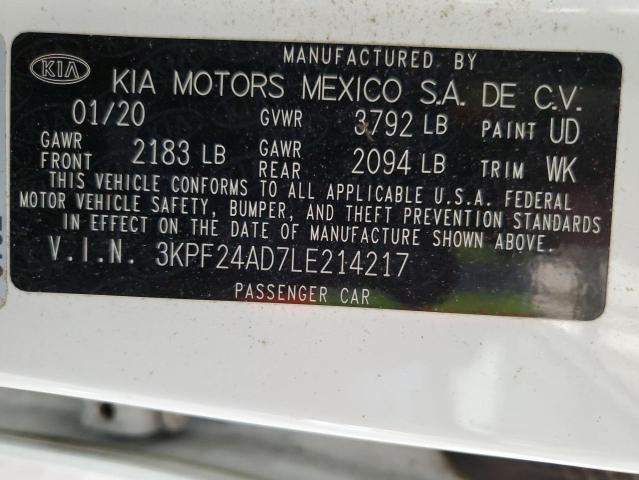 MANUFACTURED BY
KIA KIA MOTORS MEXICO S.A. DE C.V.
01/20 GVWR 3792 LB PAINT UD
GAWR FRONT 2183 LB GAWR REAR 2094 LB TRIM WK
THIS VEHICLE CONFORMS TO ALL APPLICABLE U.S.A. FEDERAL
MOTOR VEHICLE SAFETY, BUMPER, AND THEFT PREVENTION STANDARDS
IN EFFECT ON THE DATE OF MANUFACTURE SHOWN ABOVE.
V.I.N. 3KPF24AD7LE214217
PASSENGER CAR